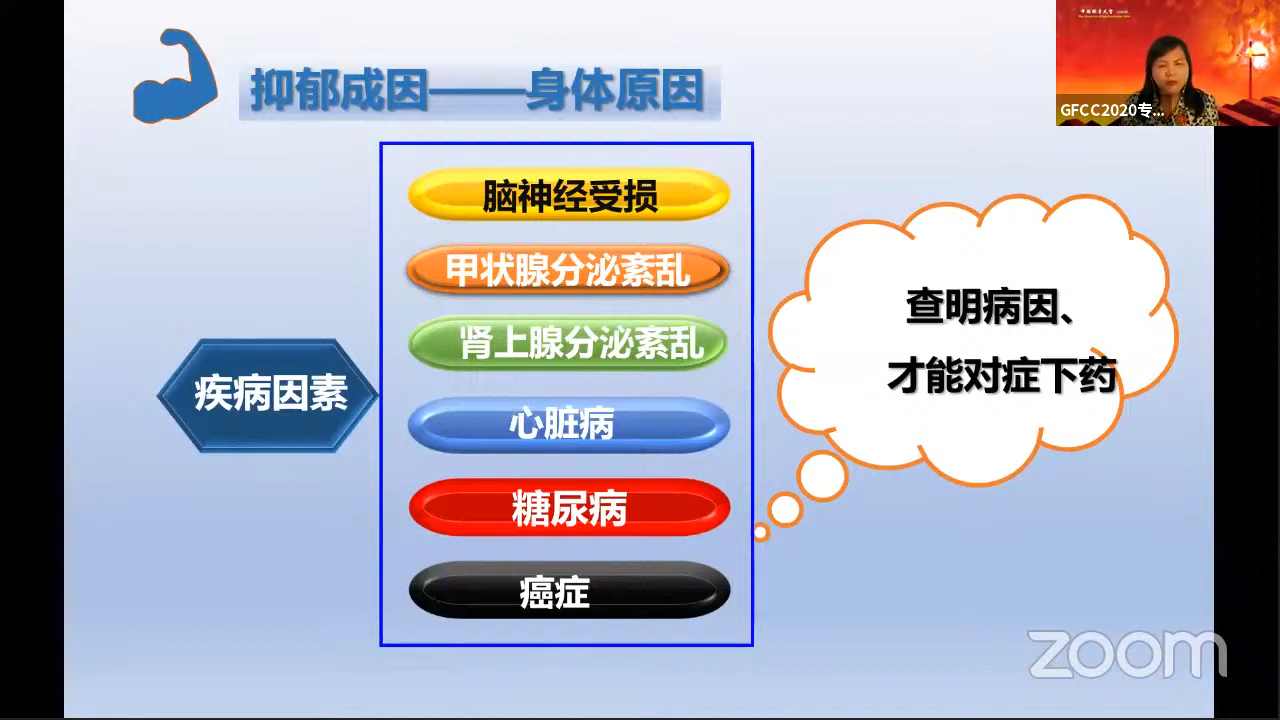 抑郁成因——身体原因
GFCC2020专...
脑神经受损
甲状腺分泌紊乱
肾上腺分泌紊乱
心脏病
糖尿病
癌症
疾病因素
查明病因、
才能对症下药
zoom